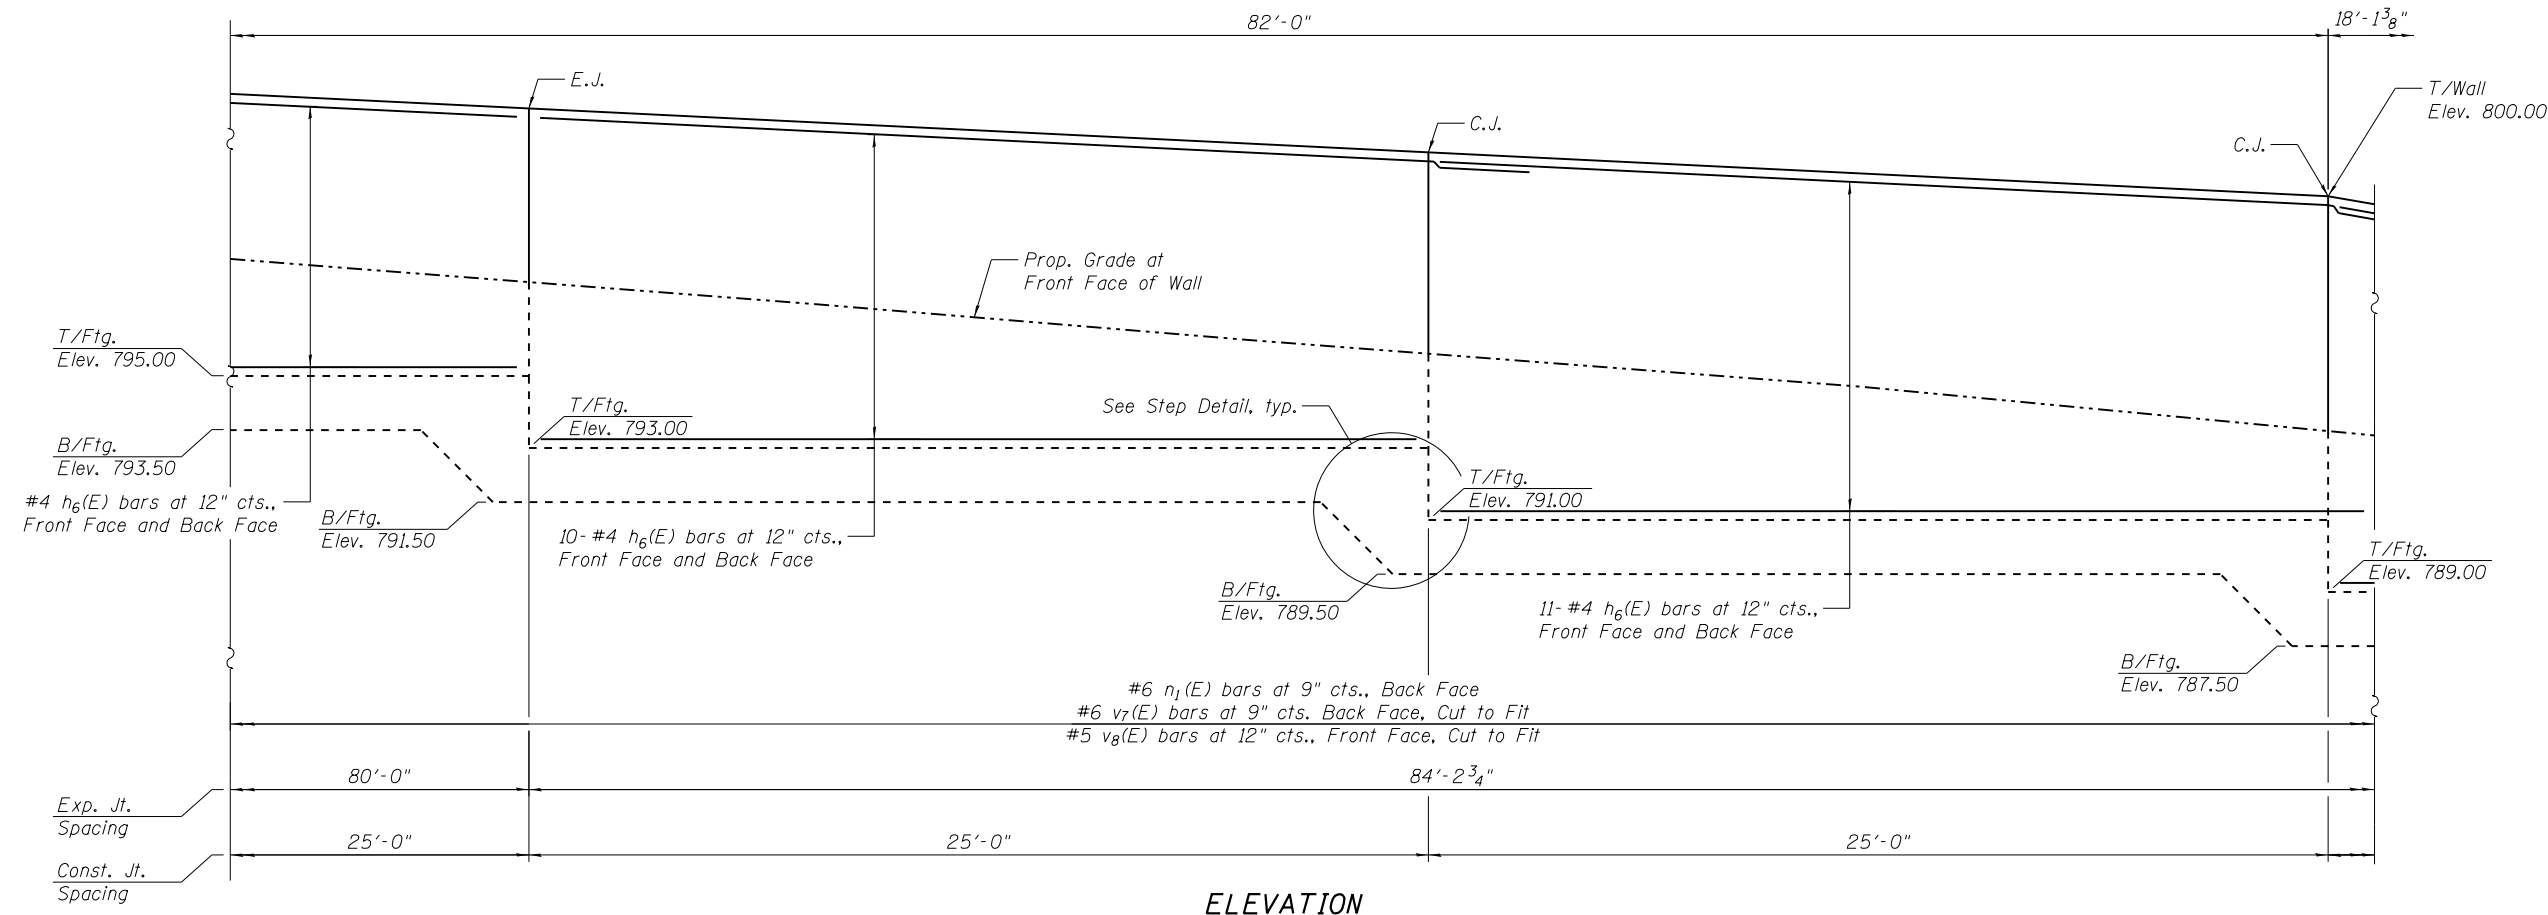 82'-0"
18'-1 3/8"
E.J.
C.J.
C.J.
T/Wall
Elev. 800.00
Prop. Grade at
Front Face of Wall
T/Ftg.
Elev. 795.00
B/Ftg.
Elev. 793.50
#4 h6(E) bars at 12" cts.,
Front Face and Back Face
T/Ftg.
Elev. 793.00
B/Ftg.
Elev. 791.50
10-#4 h6(E) bars at 12" cts.,
Front Face and Back Face
See Step Detail, typ.
T/Ftg.
Elev. 791.00
B/Ftg.
Elev. 789.50
11-#4 h6(E) bars at 12" cts.,
Front Face and Back Face
T/Ftg.
Elev. 789.00
B/Ftg.
Elev. 787.50
#6 n1(E) bars at 9" cts., Back Face
#6 v7(E) bars at 9" cts. Back Face, Cut to Fit
#5 v8(E) bars at 12" cts., Front Face, Cut to Fit
Exp. Jt.
Spacing
80'-0"
84'-2 3/4"
Const. Jt.
Spacing
25'-0"
25'-0"
25'-0"
ELEVATION